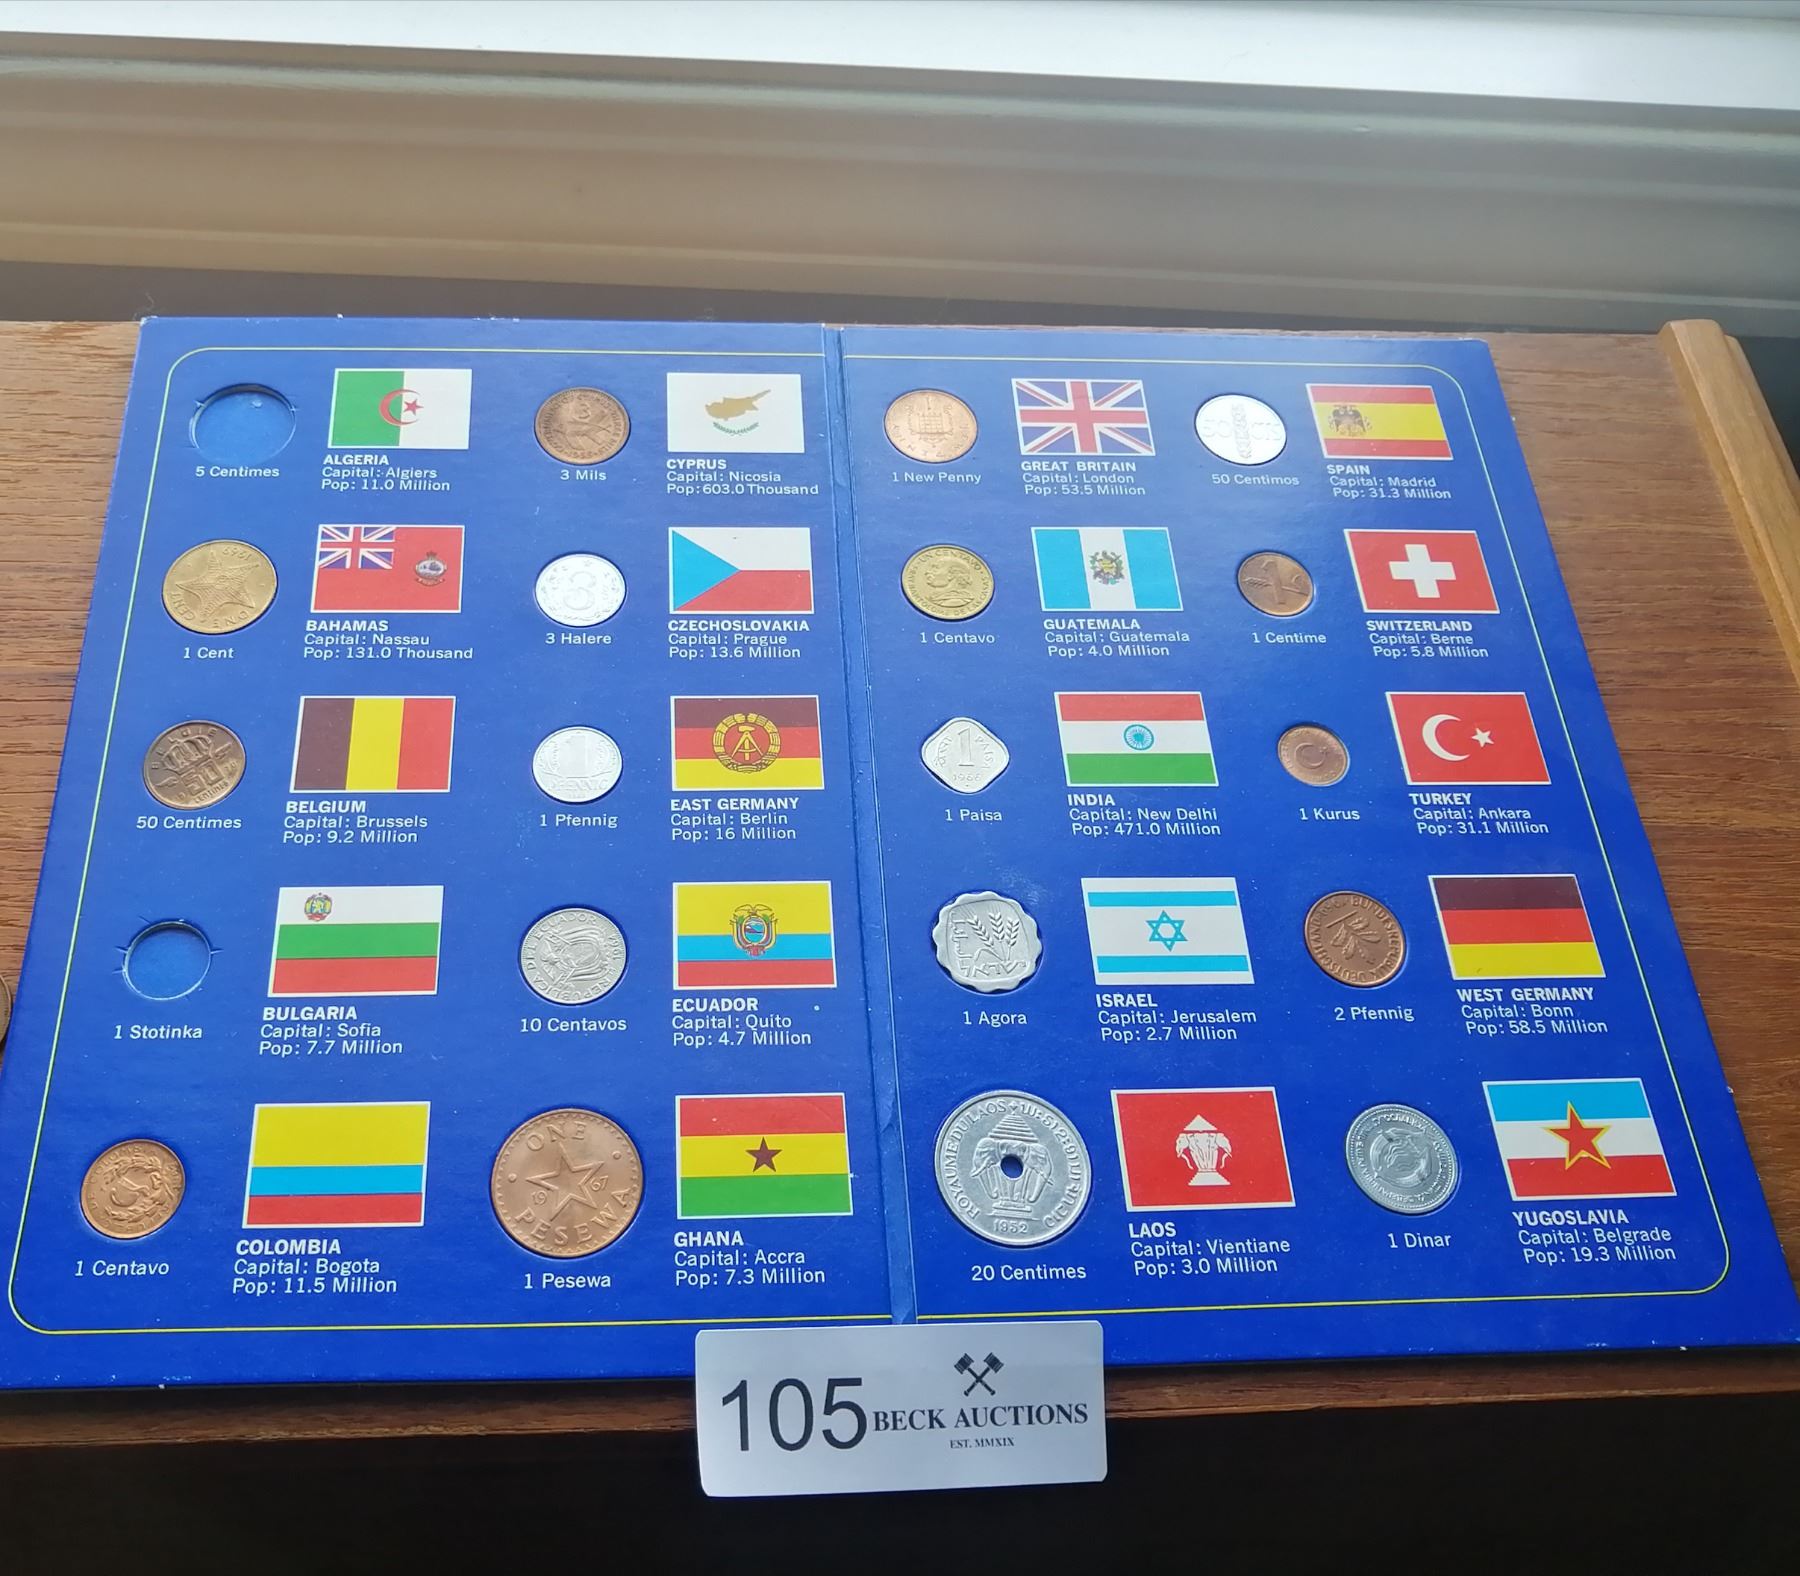 5 Centimes
ALGERIA
Capital: Algiers
Pop: 11.0 Million
3 Mils
CYPRUS
Capital: Nicosia
Pop: 603.0 Thousand
1 Cent
BAHAMAS
Capital: Nassau
Pop: 131.0 Thousand
3 Halere
CZECHOSLOVAKIA
Capital: Prague
Pop: 13.6 Million
50 Centimes
BELGIUM
Capital: Brussels
Pop: 9.2 Million
1 Pfennig
EAST GERMANY
Capital: Berlin
Pop: 16 Million
1 Stotinka
BULGARIA
Capital: Sofia
Pop: 7.7 Million
10 Centavos
ECUADOR
Capital: Quito
Pop: 4.7 Million
1 Centavo
COLOMBIA
Capital: Bogota
Pop: 11.5 Million
ONE
1967
PESEWA
1 Pesewa
GHANA
Capital: Accra
Pop: 7.3 Million
1 New Penny
GREAT BRITAIN
Capital: London
Pop: 53.5 Million
50 Centimos
SPAIN
Capital: Madrid
Pop: 31.3 Million
1 Centavo
GUATEMALA
Capital: Guatemala
Pop: 4.0 Million
1 Centime
SWITZERLAND
Capital: Berne
Pop: 5.8 Million
1
PAISA
1966
1 Paisa
INDIA
Capital: New Delhi
Pop: 471.0 Million
1 Kurus
TURKEY
Capital: Ankara
Pop: 31.1 Million
1 Agora
ISRAEL
Capital: Jerusalem
Pop: 2.7 Million
2 Pfennig
WEST GERMANY
Capital: Bonn
Pop: 58.5 Million
ROYAUME DU LAOS
1952
20 Centimes
LAOS
Capital: Vientiane
Pop: 3.0 Million
1 Dinar
YUGOSLAVIA
Capital: Belgrade
Pop: 19.3 Million
105 BECK AUCTIONS
EST. MMXIX